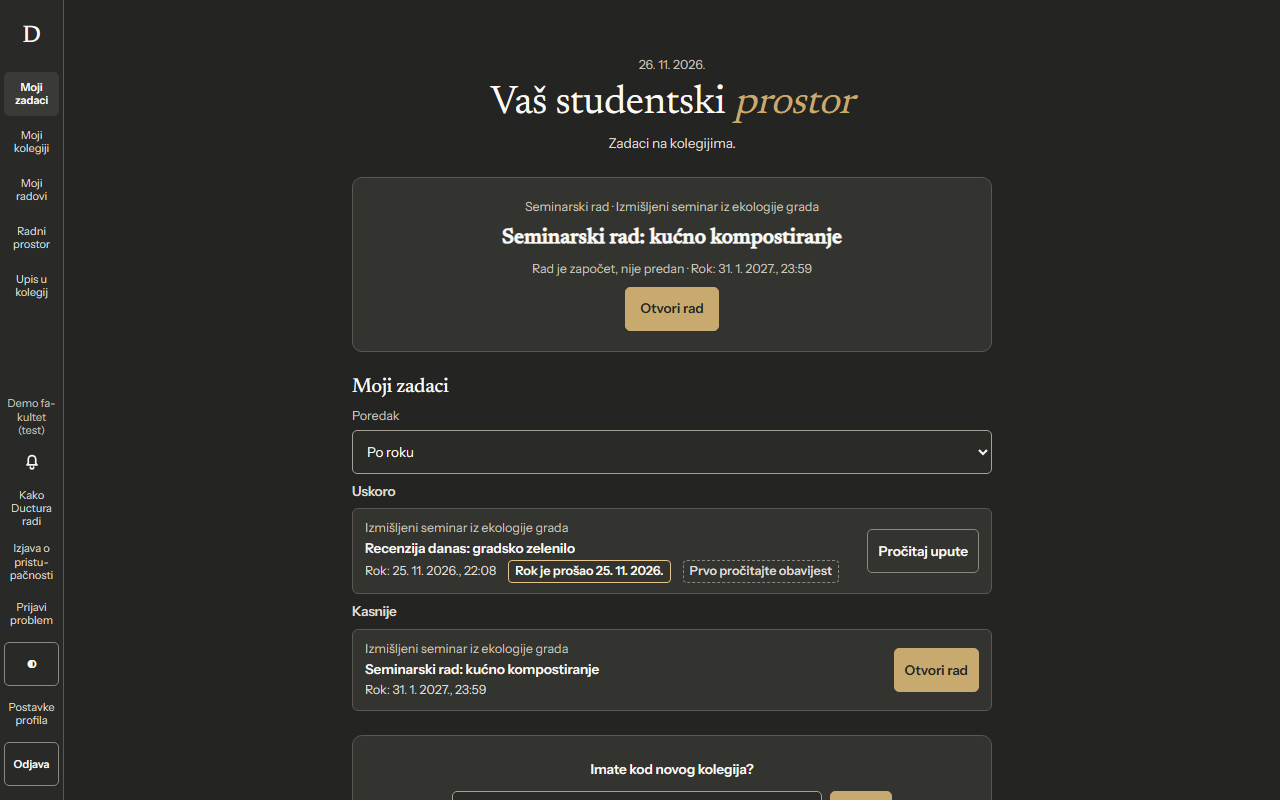 D
Moji
zadaci
Moji
kolegiji
Moji
radovi
Radni
prostor
Upis u
kolegij
Demo fa-
kultet
(test)
Kako
Ductura
radi
Izjava o
pristu-
pačnosti
Prijavi
problem
Postavke
profila
Odjava
26. 11. 2026.
Vaš studentski prostor
Zadaci na kolegijima.
Seminarski rad · Izmišljeni seminar iz ekologije grada
Seminarski rad: kućno kompostiranje
Rad je započet, nije predan · Rok: 31. 1. 2027., 23:59
Otvori rad
Moji zadaci
Poredak
Po roku
Uskoro
Izmišljeni seminar iz ekologije grada
Recenzija danas: gradsko zelenilo
Rok: 25. 11. 2026., 22:08 Rok je prošao 25. 11. 2026. Prvo pročitajte obavijest
Pročitaj upute
Kasnije
Izmišljeni seminar iz ekologije grada
Seminarski rad: kućno kompostiranje
Rok: 31. 1. 2027., 23:59
Otvori rad
Imate kod novog kolegija?